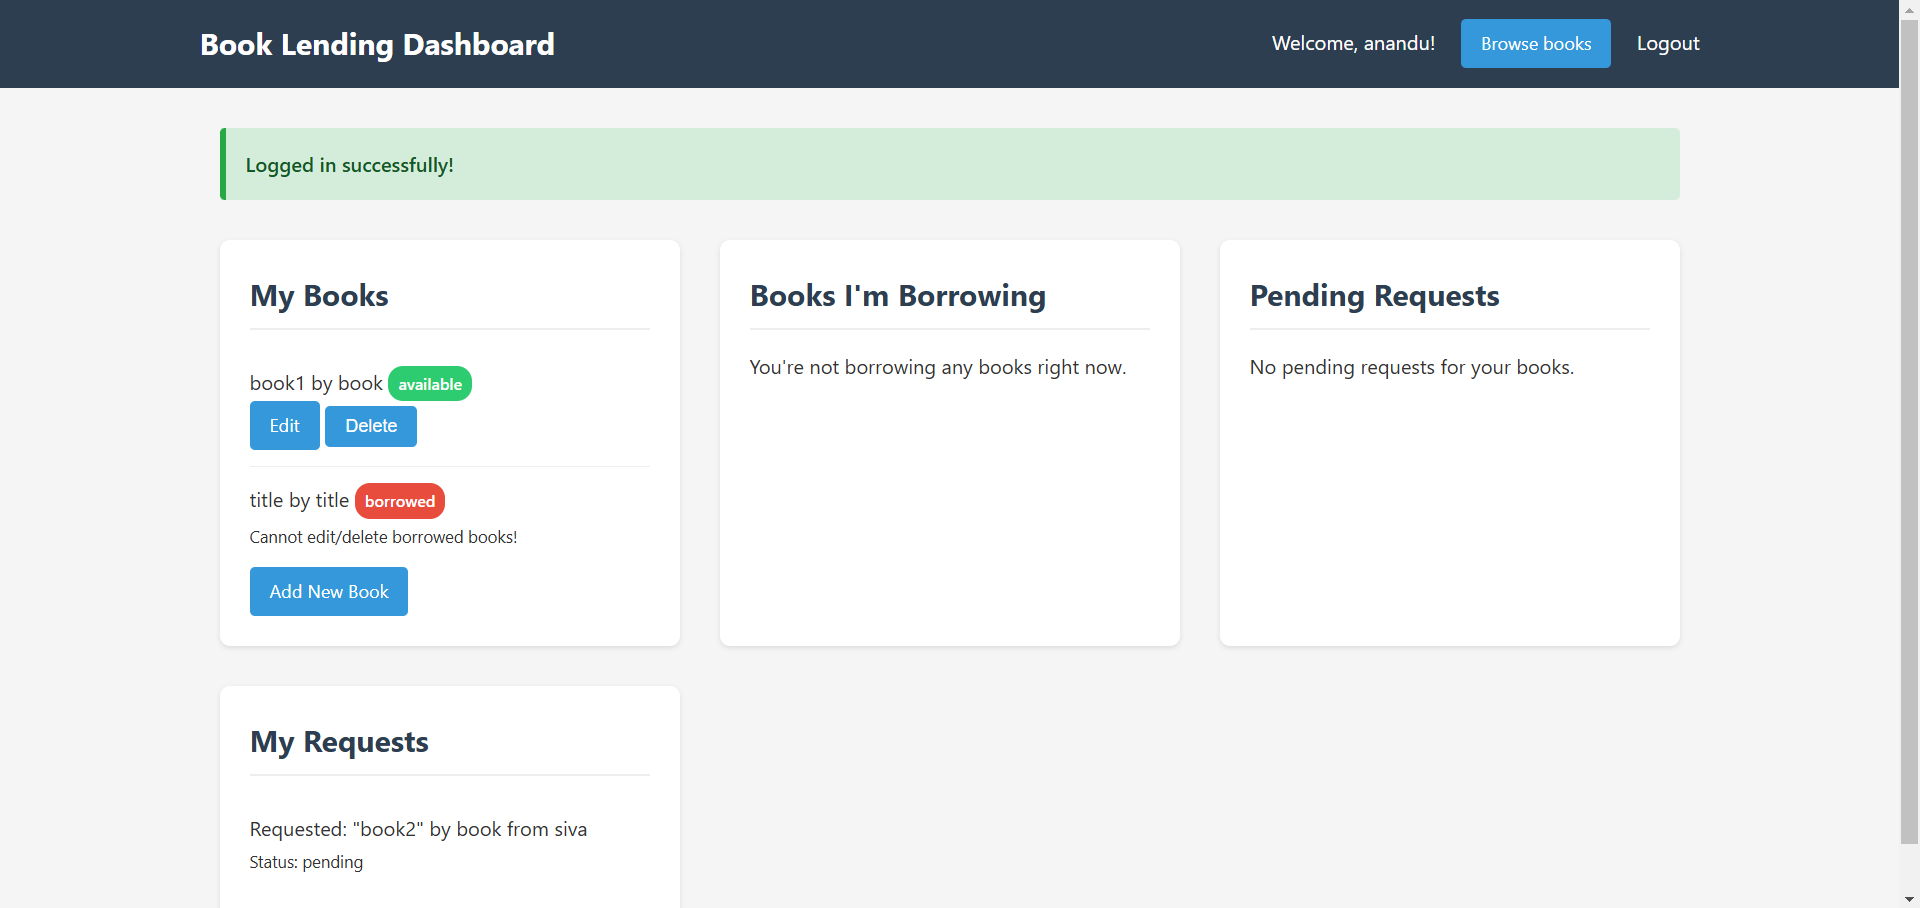 Book Lending Dashboard
Welcome, anandu!
Browse books
Logout
Logged in successfully!
My Books
book1 by book available
Edit Delete
title by title borrowed
Cannot edit/delete borrowed books!
Add New Book
Books I'm Borrowing
You're not borrowing any books right now.
Pending Requests
No pending requests for your books.
My Requests
Requested: "book2" by book from siva
Status: pending